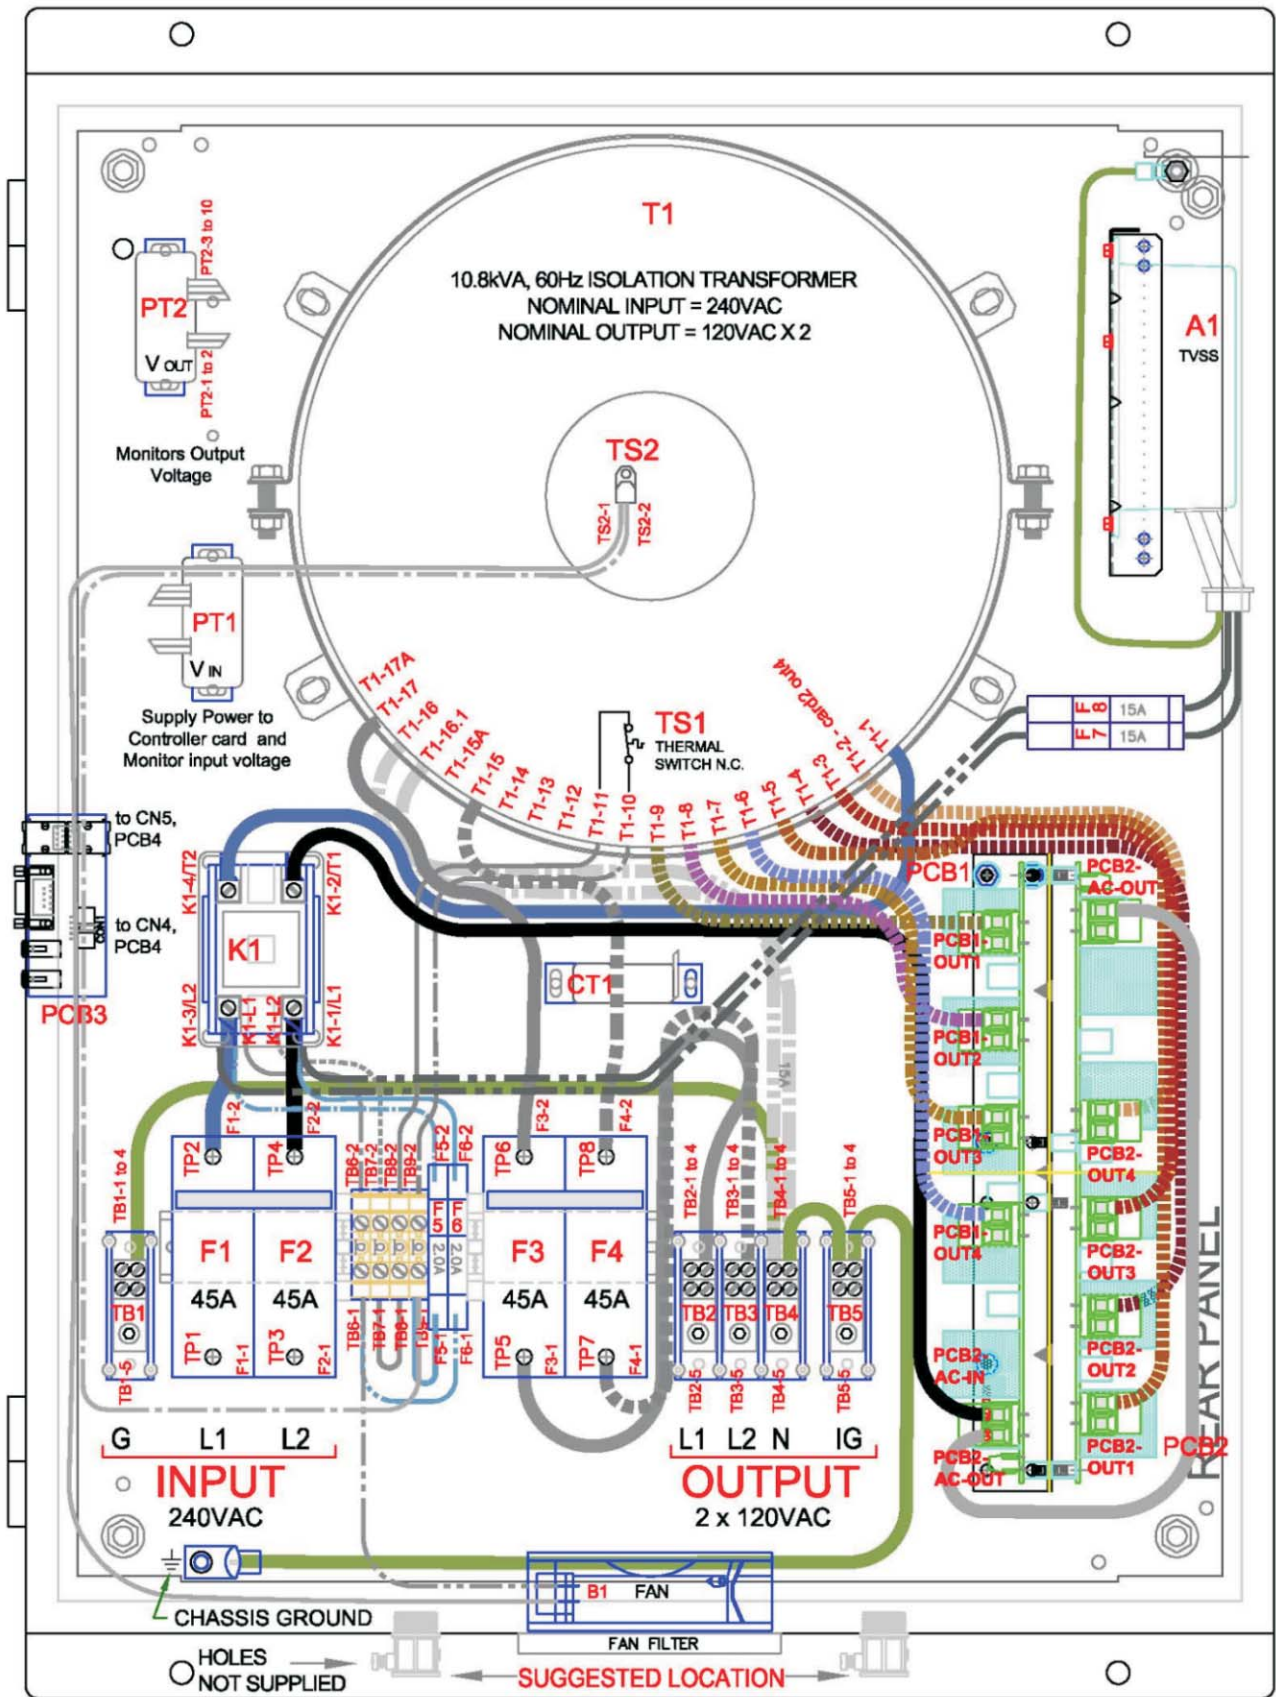 T1
10.8kVA, 60Hz ISOLATION TRANSFORMER
NOMINAL INPUT = 240VAC
NOMINAL OUTPUT = 120VAC X 2
PT2-3 to 10
PT2
V OUT
PT2-1 to 2
Monitors Output
Voltage
A1
TVSS
TS2
TS2-1
TS2-2
PT1
V IN
Supply Power to
Controller card and
Monitor input voltage
T1-17A
T1-17
T1-16
T1-16.1
T1-15A
T1-15
T1-14
T1-13
T1-12
T1-11
T1-10
TS1
THERMAL
SWITCH N.C.
T1-9
T1-8
T1-7
T1-6
T1-5
T1-4
T1-3
T1-2 - card2 out4
T1-1
F8 15A
F7 15A
to CN5,
PCB4
to CN4,
PCB4
CON1
PCB3
K1-4/T2
K1-2/T1
K1
K1-3/L2
K1-L1
K1-L2
K1-1/L1
CT1
PCB1
PCB2-
AC-OUT
PCB1-
OUT1
PCB1-
OUT2
PCB1-
OUT3
PCB2-
OUT4
PCB1-
OUT4
PCB2-
OUT3
PCB2-
OUT2
PCB2-
AC-IN
PCB2-
OUT1
PCB2-
AC-OUT
PCB2
REAR PANEL
TB1-1 to 4
TP2
F1-2
TP4
F2-2
TB6-2
TB7-2
TB8-2
TB9-2
F5-2
F6-2
TP6
F3-2
TP8
F4-2
TB2-1 to 4
TB3-1 to 4
TB4-1 to 4
TB5-1 to 4
F1
45A
F2
45A
F5
2.0A
F6
2.0A
F3
45A
F4
45A
TB1
TB2
TB3
TB4
TB5
TP1
F1-1
TP3
F2-1
TB6-1
TB7-1
TB8-1
TB9-1
F5-1
F6-1
TP5
F3-1
TP7
F4-1
TB1-5
TB2-5
TB3-5
TB4-5
TB5-5
G L1 L2
INPUT
240VAC
L1 L2 N IG
OUTPUT
2 x 120VAC
CHASSIS GROUND
B1 FAN
FAN FILTER
HOLES
NOT SUPPLIED
SUGGESTED LOCATION